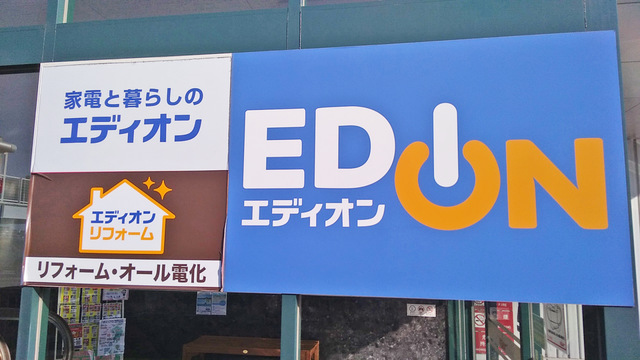 家電と暮らしの
エディオン
エディオン
リフォーム
リフォーム・オール電化
EDION
エディオン